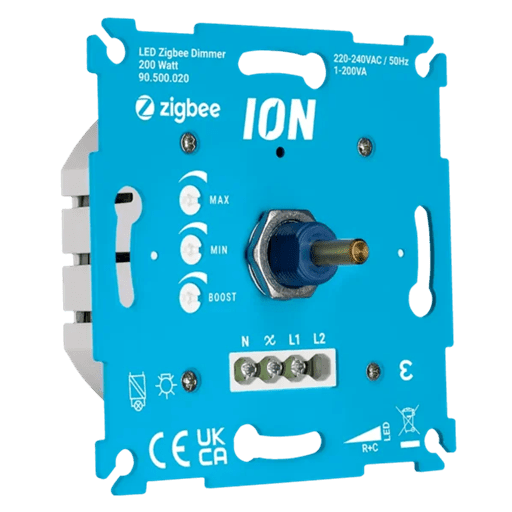 LED Zigbee Dimmer
200 Watt
90.500.020
220-240VAC / 50Hz
1-200VA
zigbee
ION
MAX
MIN
BOOST
N L1 L2
CE UK CA
R+C LED